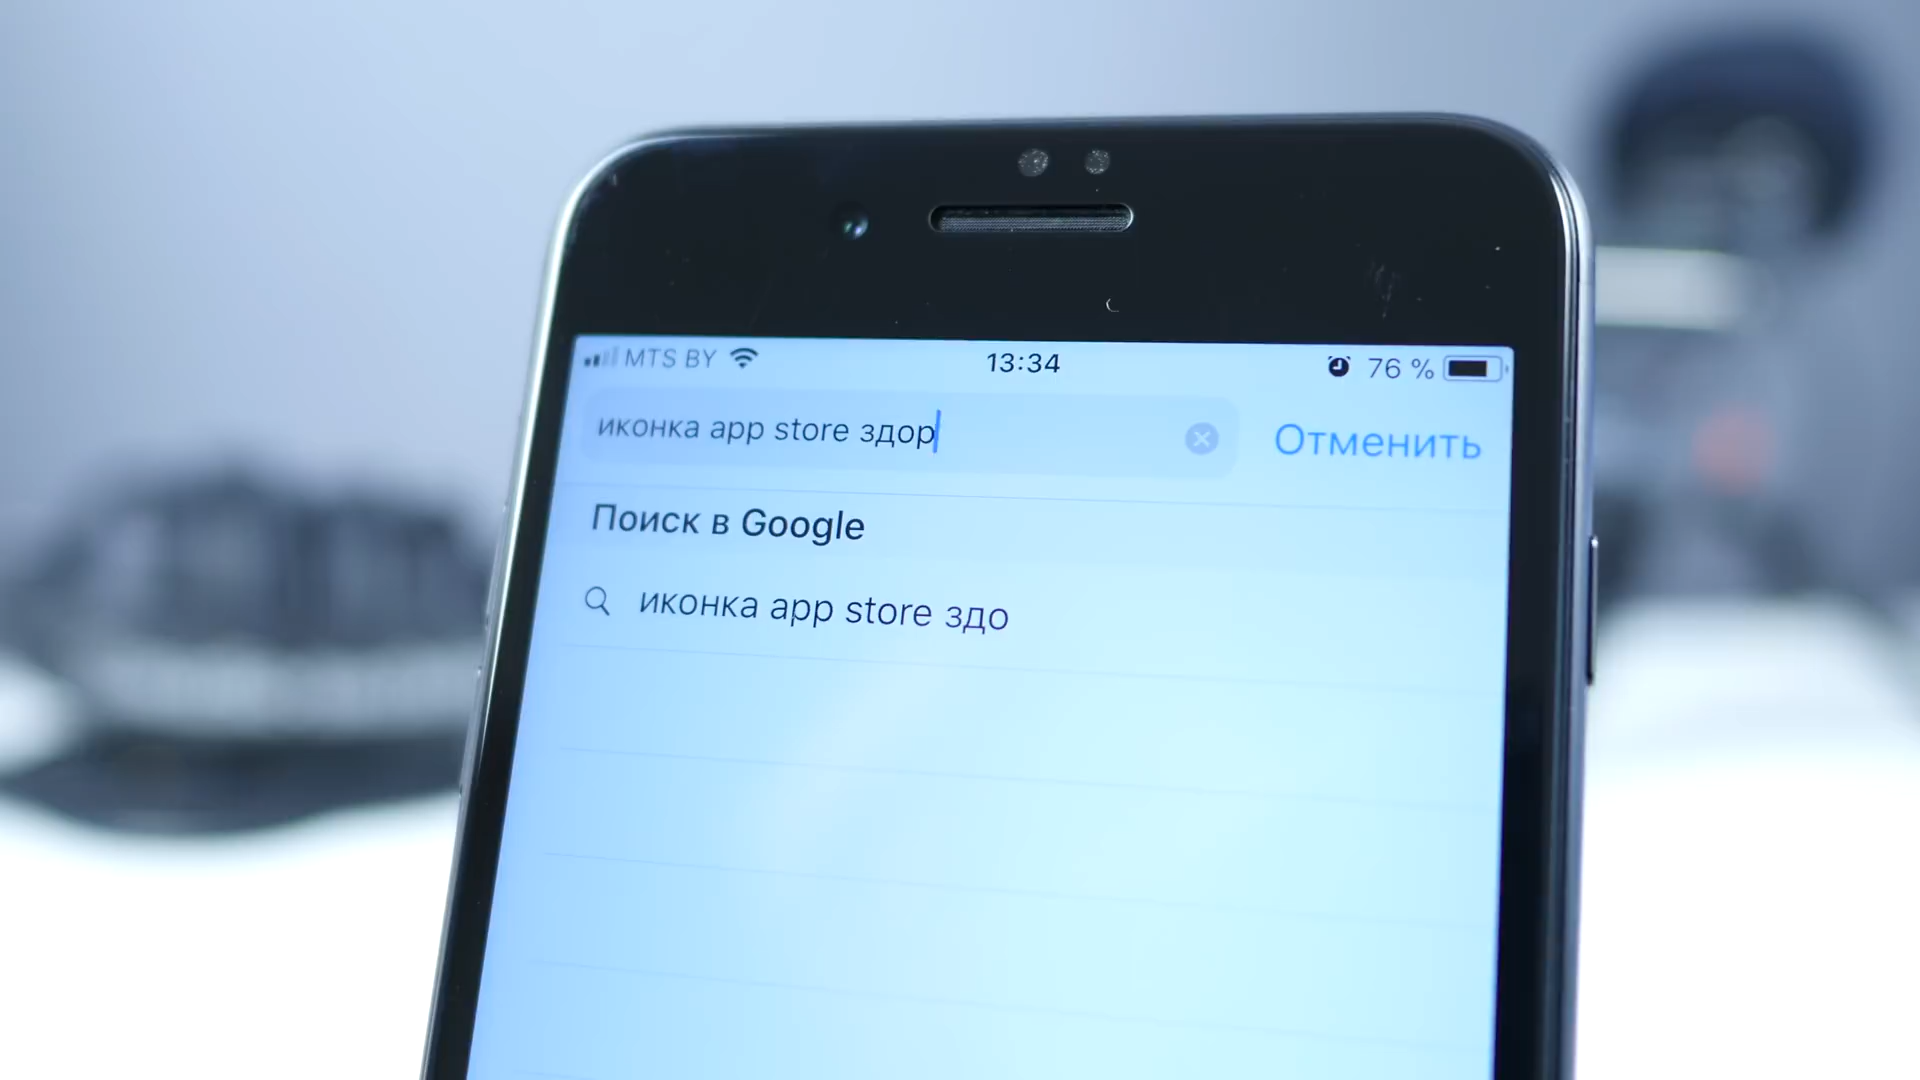 MTS BY 13:34 76 %
иконка app store здор Отменить
Поиск в Google
иконка app store здо